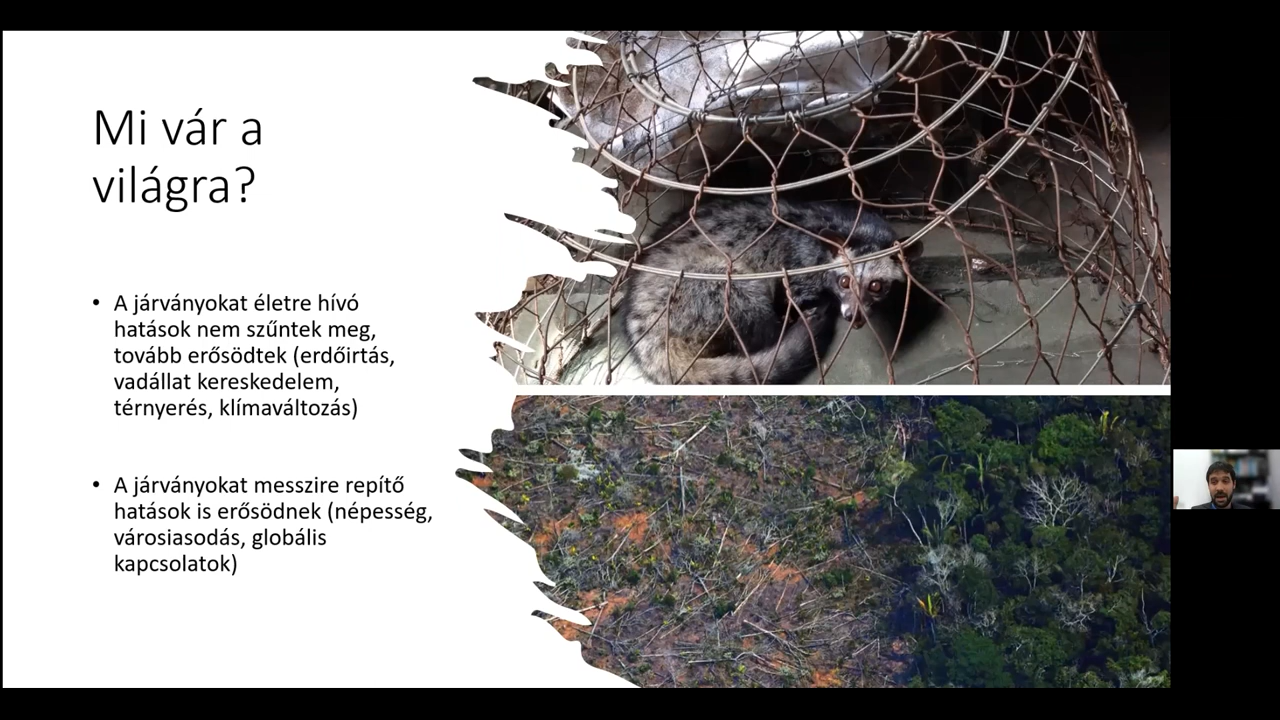 Mi vár a
világra?
• A járványokat életre hívó
hatások nem szűntek meg,
tovább erősödtek (erdőirtás,
vadállat kereskedelem,
térnyerés, klímaváltozás)
• A járványokat messzire repítő
hatások is erősödnek (népesség,
városiasodás, globális
kapcsolatok)